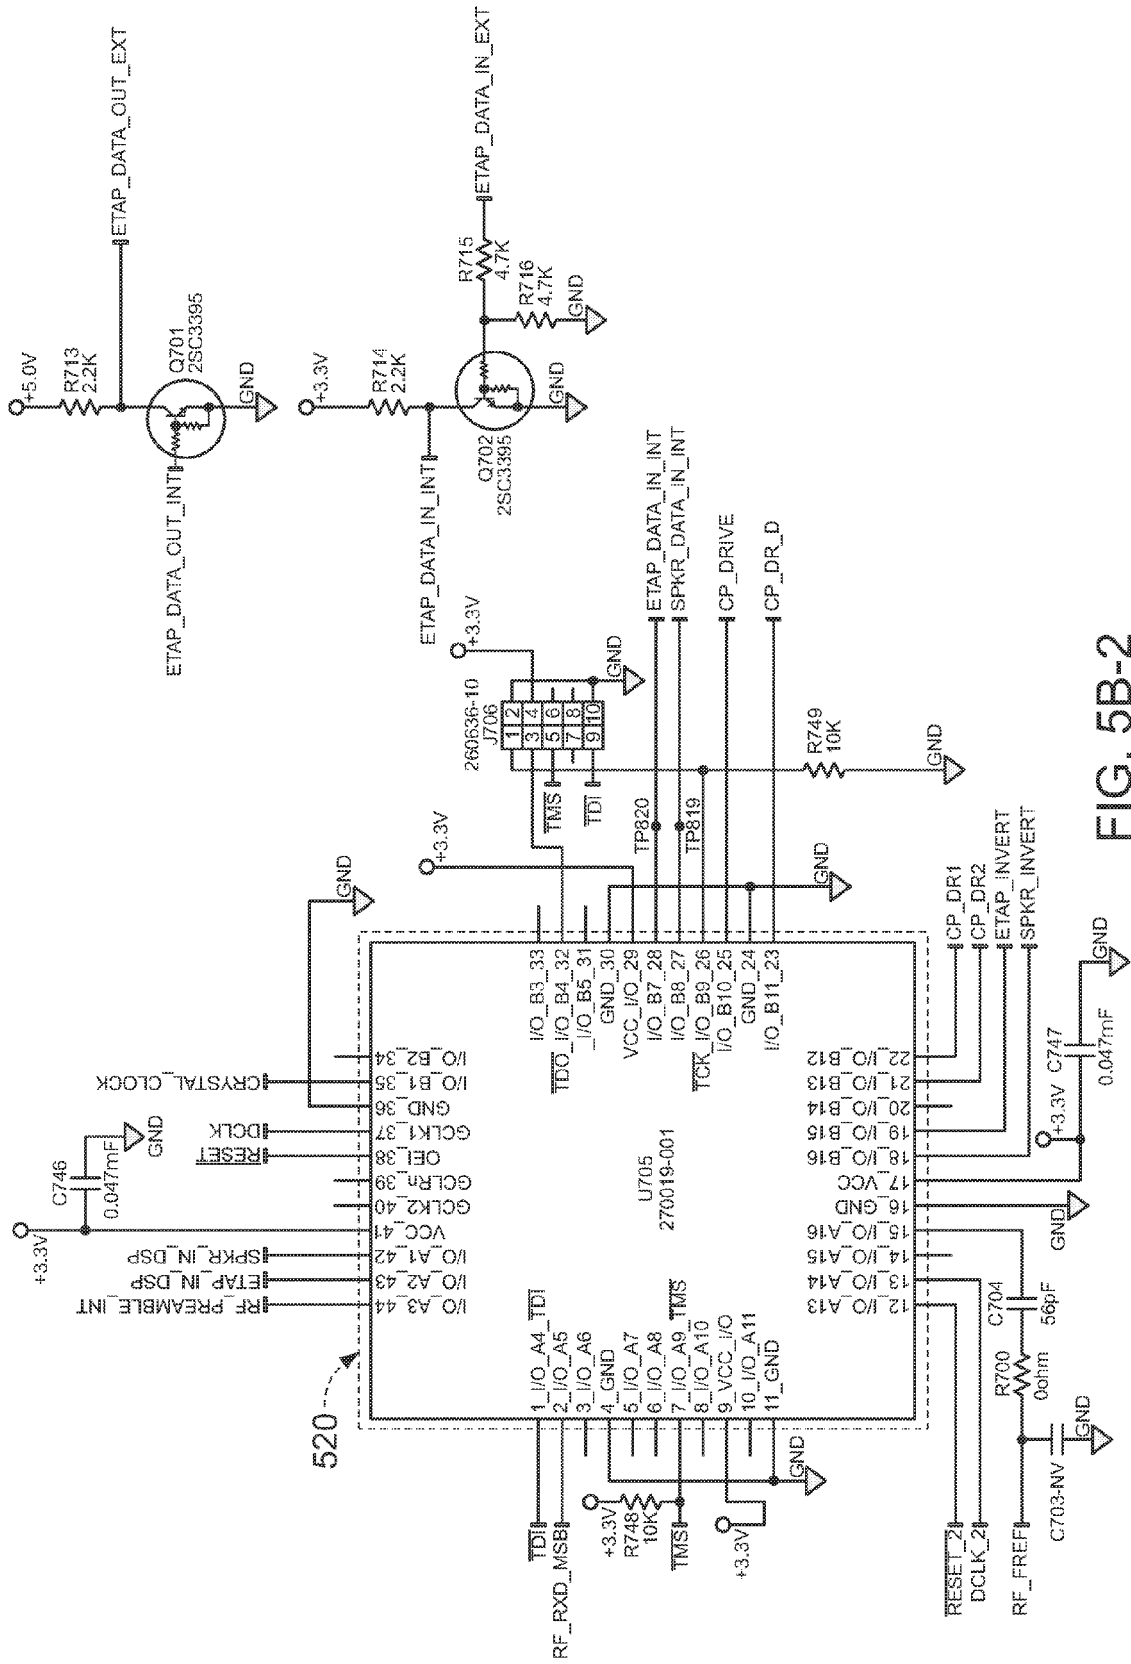 +5.0V
R713
2.2K
ETAP_DATA_OUT_EXT
Q701
2SC3395
GND
ETAP_DATA_OUT_INT
+3.3V
R714
2.2K
ETAP_DATA_IN_INT
Q702
2SC3395
GND
R715
4.7K
ETAP_DATA_IN_EXT
R716
4.7K
GND
+3.3V
260636-10
J706
1 2
3 4
5 6
7 8
9 10
TMS
TDI
GND
+3.3V
GND
ETAP_DATA_IN_INT
SPKR_DATA_IN_INT
CP_DRIVE
CP_DR_D
TP820
TP819
R749
10K
GND
GND
+3.3V
C746
0.047mF
GND
RF_PREAMBLE_INT
ETAP_IN_DSP
SPKR_IN_DSP
RESET
DCLK
CRYSTAL_CLOCK
I/O_A3_44
I/O_A2_43
I/O_A1_42
VCC_41
GCLK2_40
GCLRn_39
OEI_38
GCLK1_37
GND_36
I/O_B1_35
I/O_B2_34
I/O_B3_33
TDO_I/O_B4_32
I/O_B5_31
GND_30
VCC_I/O_29
I/O_B7_28
I/O_B8_27
TCK_I/O_B9_26
I/O_B10_25
GND_24
I/O_B11_23
U705
270019-001
520
1_I/O_A4_TDI
2_I/O_A5
3_I/O_A6
4_GND
5_I/O_A7
6_I/O_A8
7_I/O_A9_TMS
8_I/O_A10
9_VCC_I/O
10_I/O_A11
11_GND
12_I/O_A13
13_I/O_A14
14_I/O_A15
15_I/O_A16
16_GND
17_VCC
18_I/O_B16
19_I/O_B15
20_I/O_B14
21_I/O_B13
22_I/O_B12
TDI
RF_RXD_MSB
+3.3V
R748
10K
TMS
+3.3V
GND
RESET_2
DCLK_2
RF_FREF
C703-NV
GND
R700
0ohm
C704
56pF
GND
+3.3V
C747
0.047mF
GND
CP_DR1
CP_DR2
ETAP_INVERT
SPKR_INVERT
FIG. 5B-2